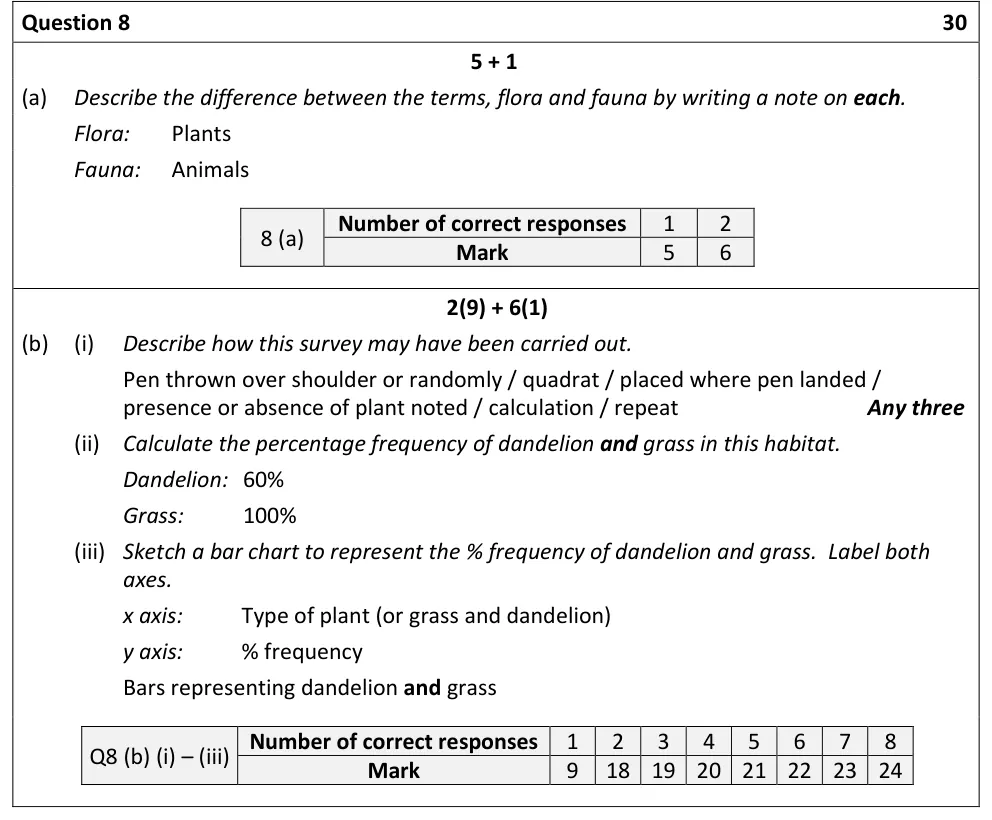 Question 8 30
5 + 1
(a) Describe the difference between the terms, flora and fauna by writing a note on each.
Flora: Plants
Fauna: Animals
8 (a) Number of correct responses 1 2
Mark 5 6
2(9) + 6(1)
(b) (i) Describe how this survey may have been carried out.
Pen thrown over shoulder or randomly / quadrat / placed where pen landed /
presence or absence of plant noted / calculation / repeat Any three
(ii) Calculate the percentage frequency of dandelion and grass in this habitat.
Dandelion: 60%
Grass: 100%
(iii) Sketch a bar chart to represent the % frequency of dandelion and grass. Label both
axes.
x axis: Type of plant (or grass and dandelion)
y axis: % frequency
Bars representing dandelion and grass
Q8 (b) (i) – (iii) Number of correct responses 1 2 3 4 5 6 7 8
Mark 9 18 19 20 21 22 23 24